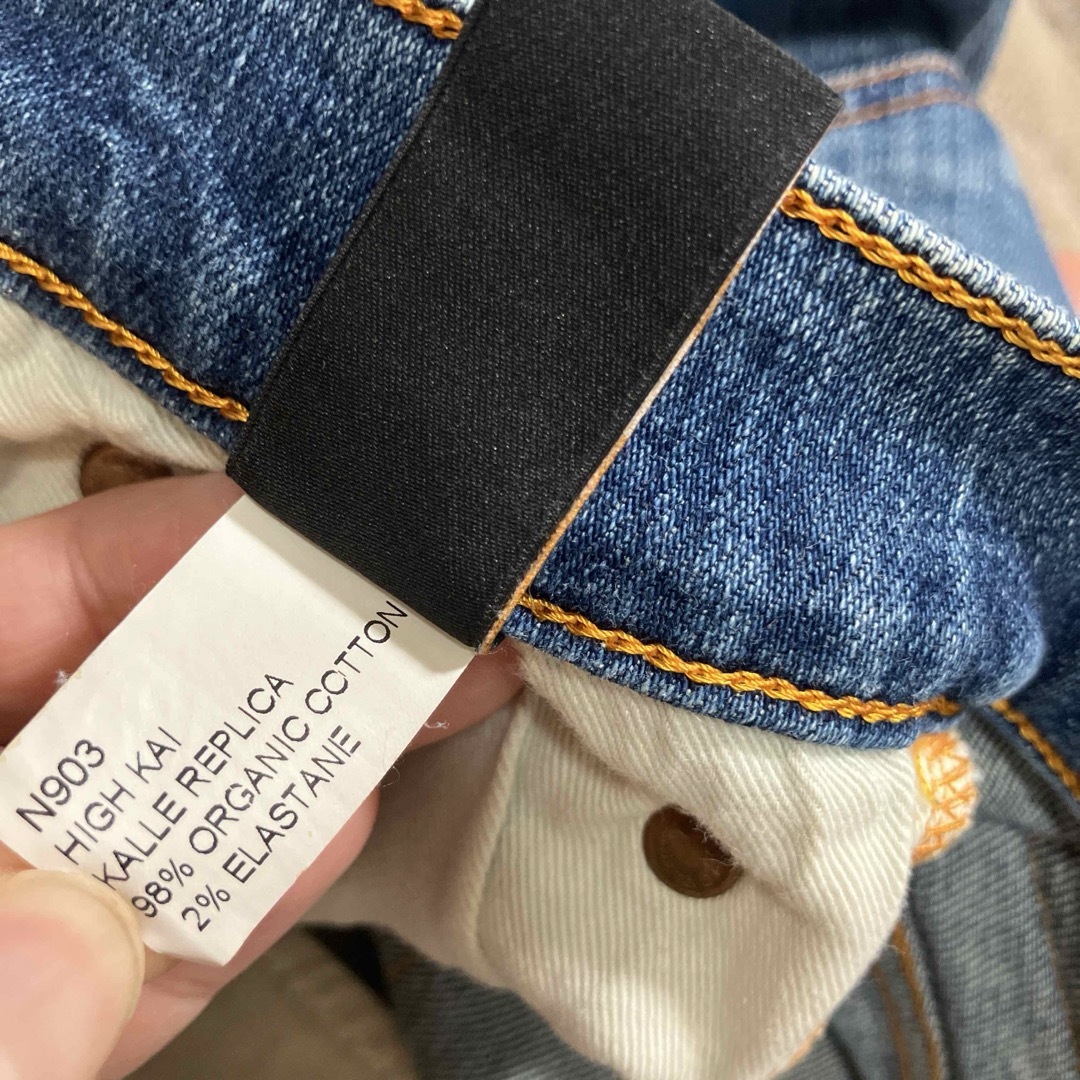 N903
HIGH KAI
KALLE REPLICA
98% ORGANIC COTTON
2% ELASTANE